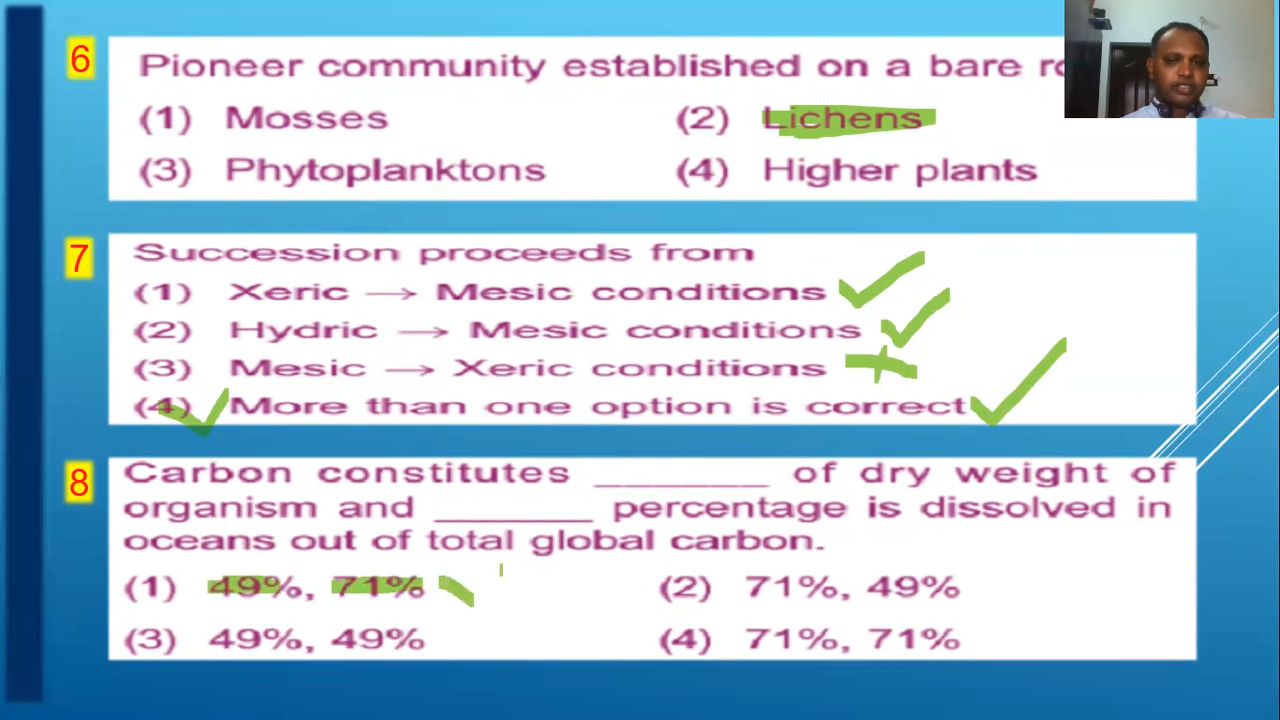 6
Pioneer community established on a bare
(1) Mosses (2) Lichens
(3) Phytoplanktons (4) Higher plants
7
Succession proceeds from
(1) Xeric → Mesic conditions
(2) Hydric → Mesic conditions
(3) Mesic → Xeric conditions
(4) More than one option is correct
8
Carbon constitutes ________ of dry weight of
organism and ________ percentage is dissolved in
oceans out of total global carbon.
(1) 49%, 71% (2) 71%, 49%
(3) 49%, 49% (4) 71%, 71%